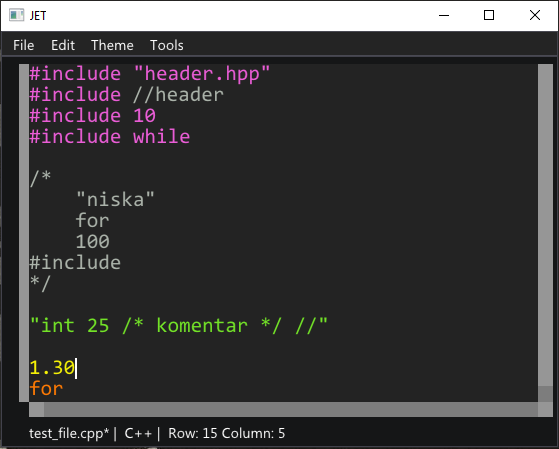 JET
File Edit Theme Tools
#include "header.hpp"
#include //header
#include 10
#include while
/*
"niska"
for
100
#include
*/
"int 25 /* komentar */ //"
1.30
for
test_file.cpp* | C++ | Row: 15 Column: 5